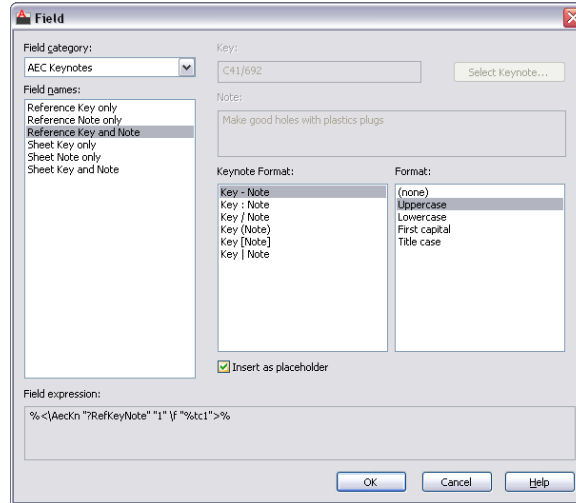 Field
Field category:
AEC Keynotes
Field names:
Reference Key only
Reference Note only
Reference Key and Note
Sheet Key only
Sheet Note only
Sheet Key and Note
Key:
C41/692
Select Keynote...
Note:
Make good holes with plastics plugs
Keynote Format:
Key - Note
Key : Note
Key / Note
Key (Note)
Key [Note]
Key | Note
Format:
(none)
Uppercase
Lowercase
First capital
Title case
Insert as placeholder
Field expression:
%<\AecKn "?RefKeyNote" "1" \f "%tc1">%
OK
Cancel
Help